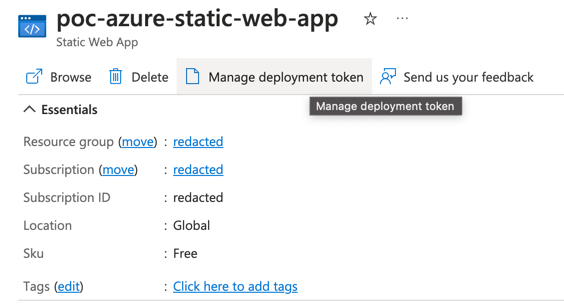 poc-azure-static-web-app
Static Web App
Browse Delete Manage deployment token Send us your feedback
Manage deployment token
Essentials
Resource group (move) : redacted
Subscription (move) : redacted
Subscription ID : redacted
Location : Global
Sku : Free
Tags (edit) : Click here to add tags